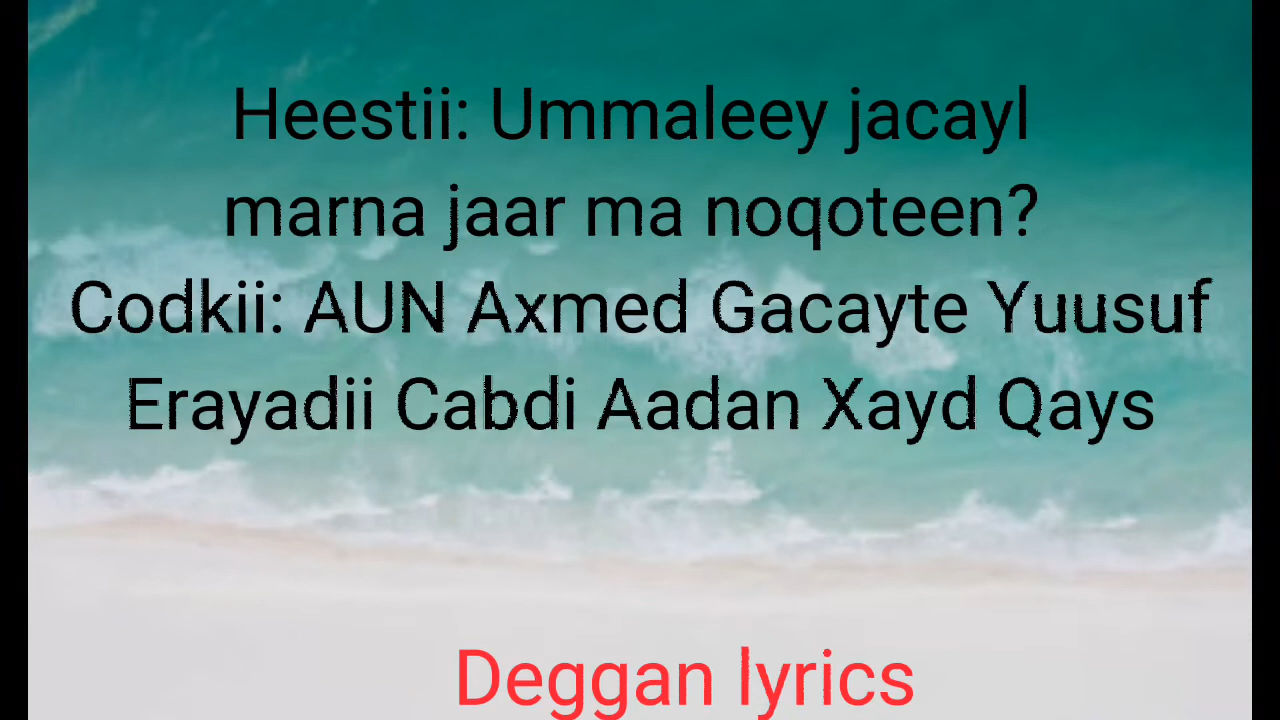 Heestii: Ummaleey jacayl
marna jaar ma noqoteen?
Codkii: AUN Axmed Gacayte Yuusuf
Erayadii Cabdi Aadan Xayd Qays
Deggan lyrics